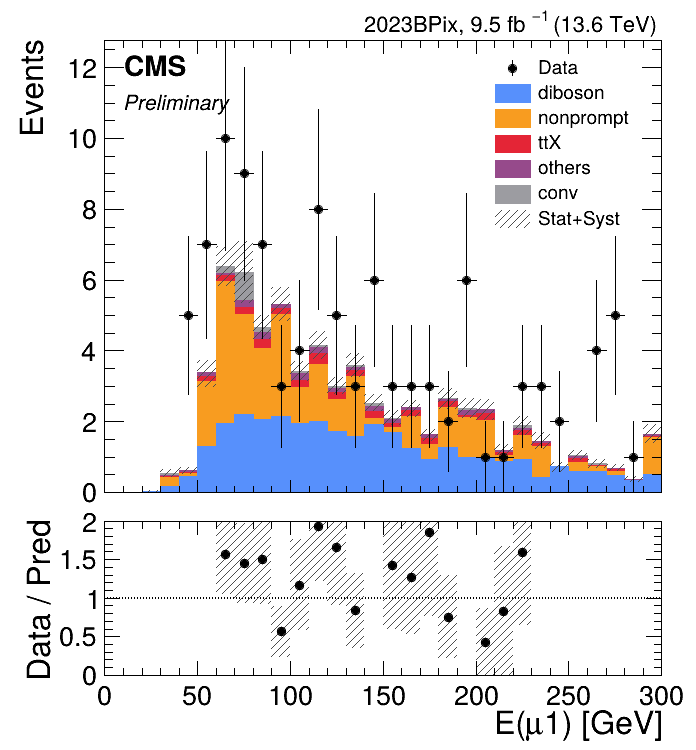 2023BPix, 9.5 fb⁻¹ (13.6 TeV)
CMS
Preliminary
Data
diboson
nonprompt
ttX
others
conv
Stat+Syst
Events
12
10
8
6
4
2
0
Data / Pred
2
1.5
1
0.5
0
0 50 100 150 200 250 300
E(μ1) [GeV]